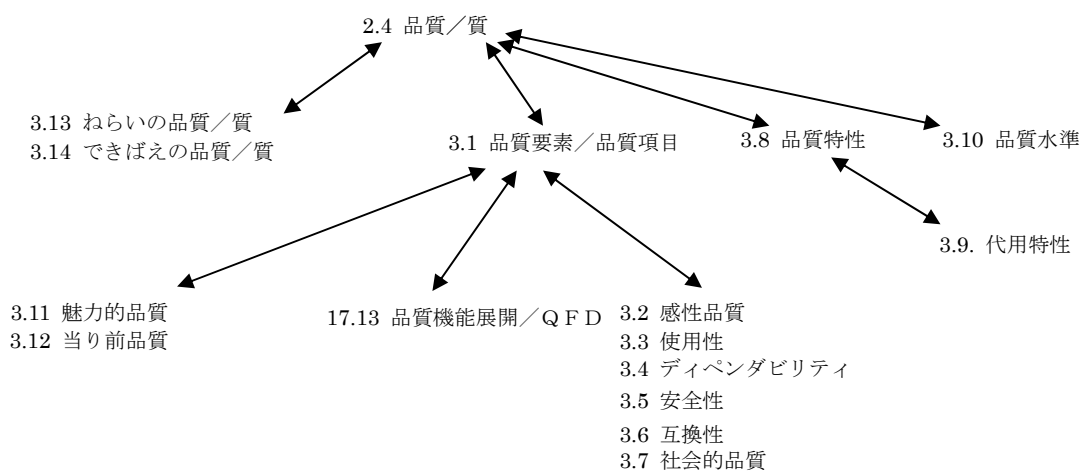 2.4 品質／質
3.13 ねらいの品質／質
3.14 できばえの品質／質
3.1 品質要素／品質項目
3.8 品質特性
3.10 品質水準
3.9. 代用特性
3.11 魅力的品質
3.12 当り前品質
17.13 品質機能展開／ＱＦＤ
3.2 感性品質
3.3 使用性
3.4 ディペンダビリティ
3.5 安全性
3.6 互換性
3.7 社会的品質